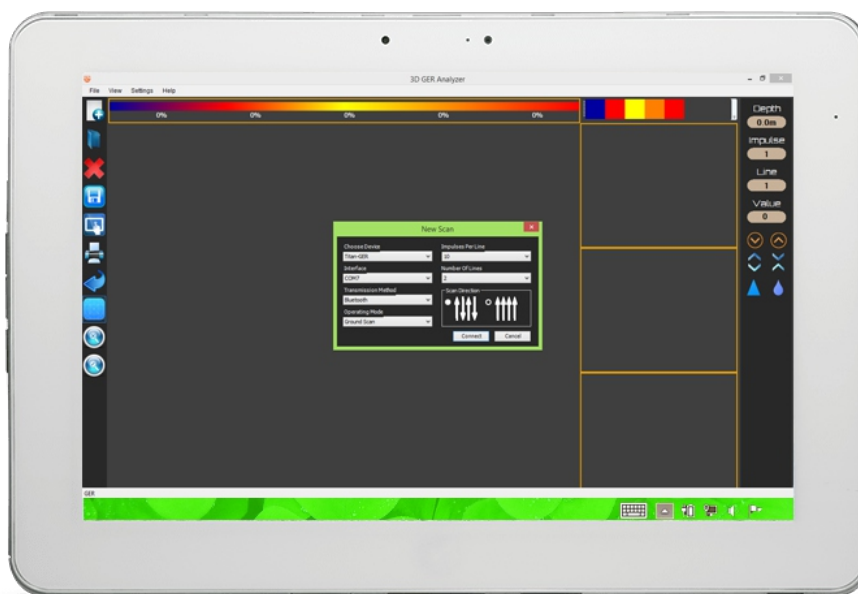 3D GER Analyzer
File View Settings Help
0% 0% 0% 0% 0%
Depth
0.0m
Impulse
1
Line
1
Value
0
New Scan
Choose Device
Titan-GER
Impulses Per Line
10
Interface
COM7
Number Of Lines
2
Transmission Method
Bluetooth
Scan Direction
Operating Mode
Ground Scan
Connect Cancel
GER